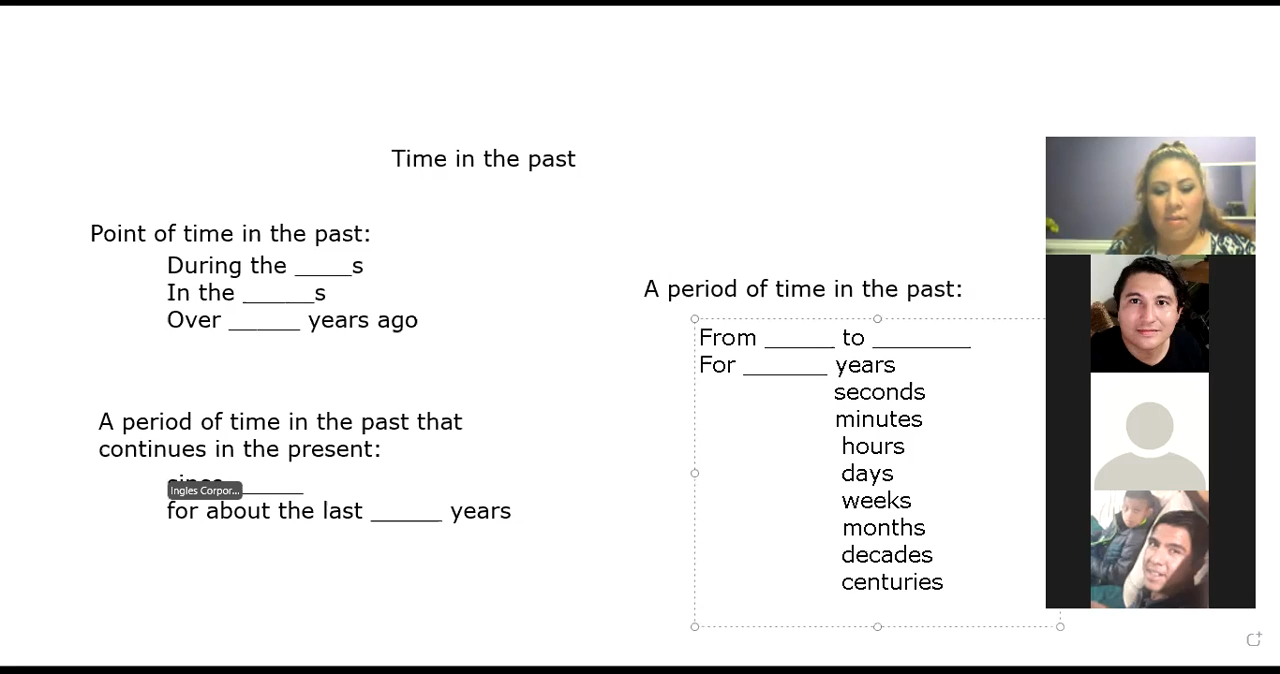 Time in the past
Point of time in the past:
During the _____s
In the ______s
Over ______ years ago
A period of time in the past that
continues in the present:
since ______
Ingles Corpor...
for about the last ______ years
A period of time in the past:
From ______ to ________
For _______ years
seconds
minutes
hours
days
weeks
months
decades
centuries